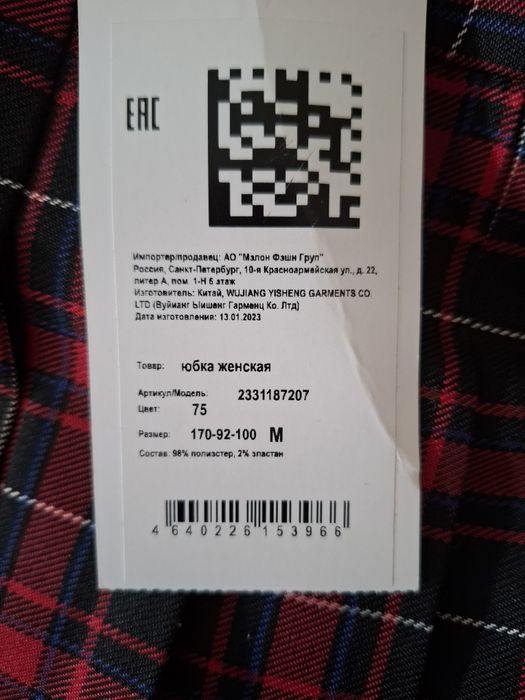 EAC
Импортер/продавец: АО "Мэлон Фэшн Груп"
Россия, Санкт-Петербург, 10-я Красноармейская ул., д. 22,
литер А, пом. 1-Н 6 этаж
Изготовитель: Китай, WUJIANG YISHENG GARMENTS CO.
LTD (Вуйианг Ыишенг Гарменц Ко. Лтд)
Дата изготовления: 13.01.2023
Товар: юбка женская
Артикул/Модель: 2331187207
Цвет: 75
Размер: 170-92-100 M
Состав: 98% полиэстер, 2% эластан
4640226153966